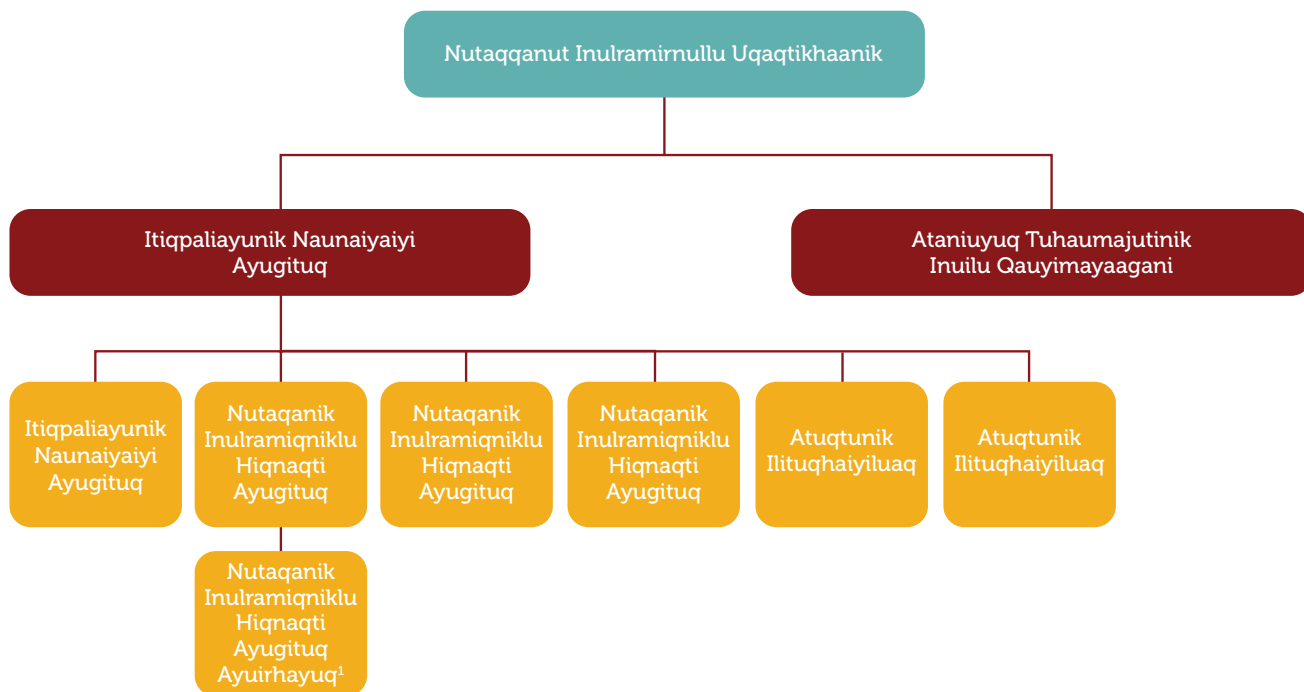 Nutaqqanut Inulramirnullu Uqaqtikhaanik
Itiqpaliayunik Naunaiyaiyi
Ayugituq
Ataniuyuq Tuhaumajutinik
Inuilu Qauyimayaagani
Itiqpaliayunik
Naunaiyaiyi
Ayugituq
Nutaqanik
Inulramiqniklu
Hiqnaqti
Ayugituq
Nutaqanik
Inulramiqniklu
Hiqnaqti
Ayugituq
Nutaqanik
Inulramiqniklu
Hiqnaqti
Ayugituq
Atuqtunik
Ilituqhaiyiluaq
Atuqtunik
Ilituqhaiyiluaq
Nutaqanik
Inulramiqniklu
Hiqnaqti
Ayugituq
Ayuirhayuq¹